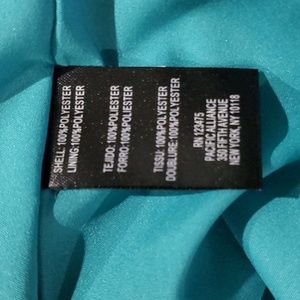 SHELL:100%POLYESTER
LINING:100%POLYESTER
TEJIDO:100%POLIESTER
FORRO:100%POLIESTER
TISSU:100%POLYESTER
DOUBLURE:100%POLYESTER
RN 123475
PACIFIC ALLIANCE
350 FIFTH AVENUE
NEW YORK, NY 10118